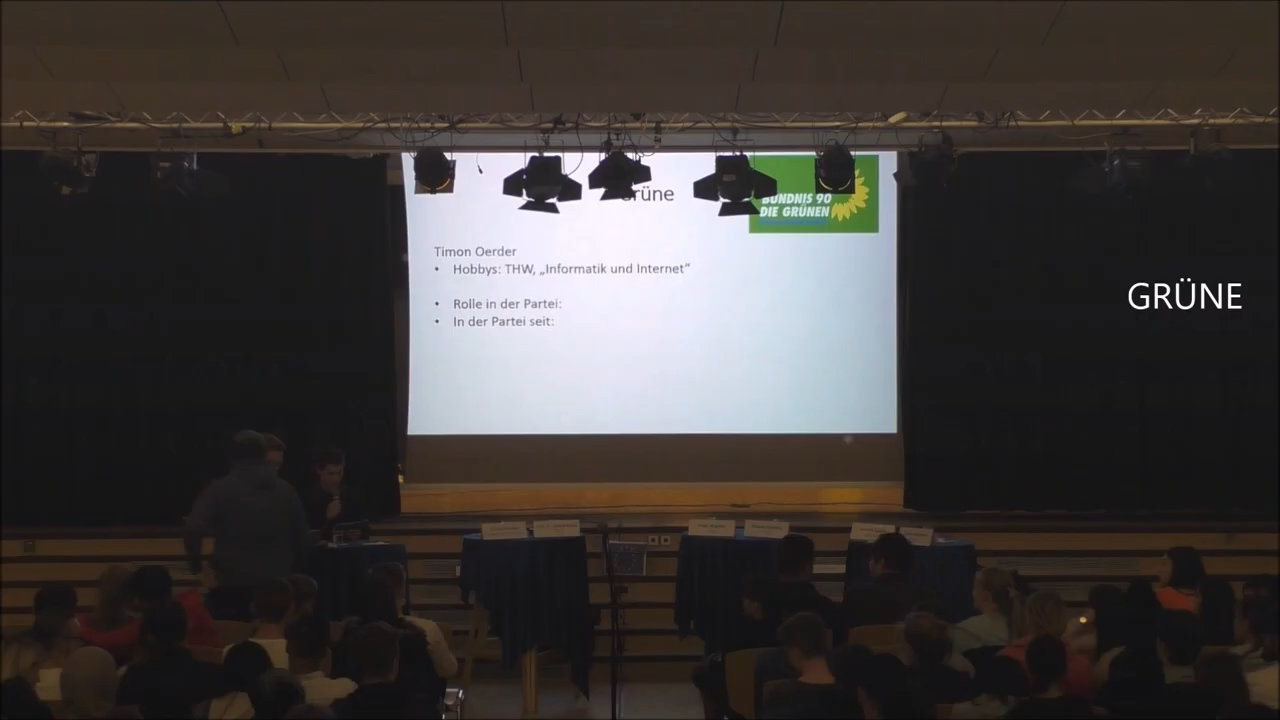 rüne
BÜNDNIS 90
DIE GRÜNEN
Timon Oerder
• Hobbys: THW, „Informatik und Internet“
• Rolle in der Partei:
• In der Partei seit:
GRÜNE